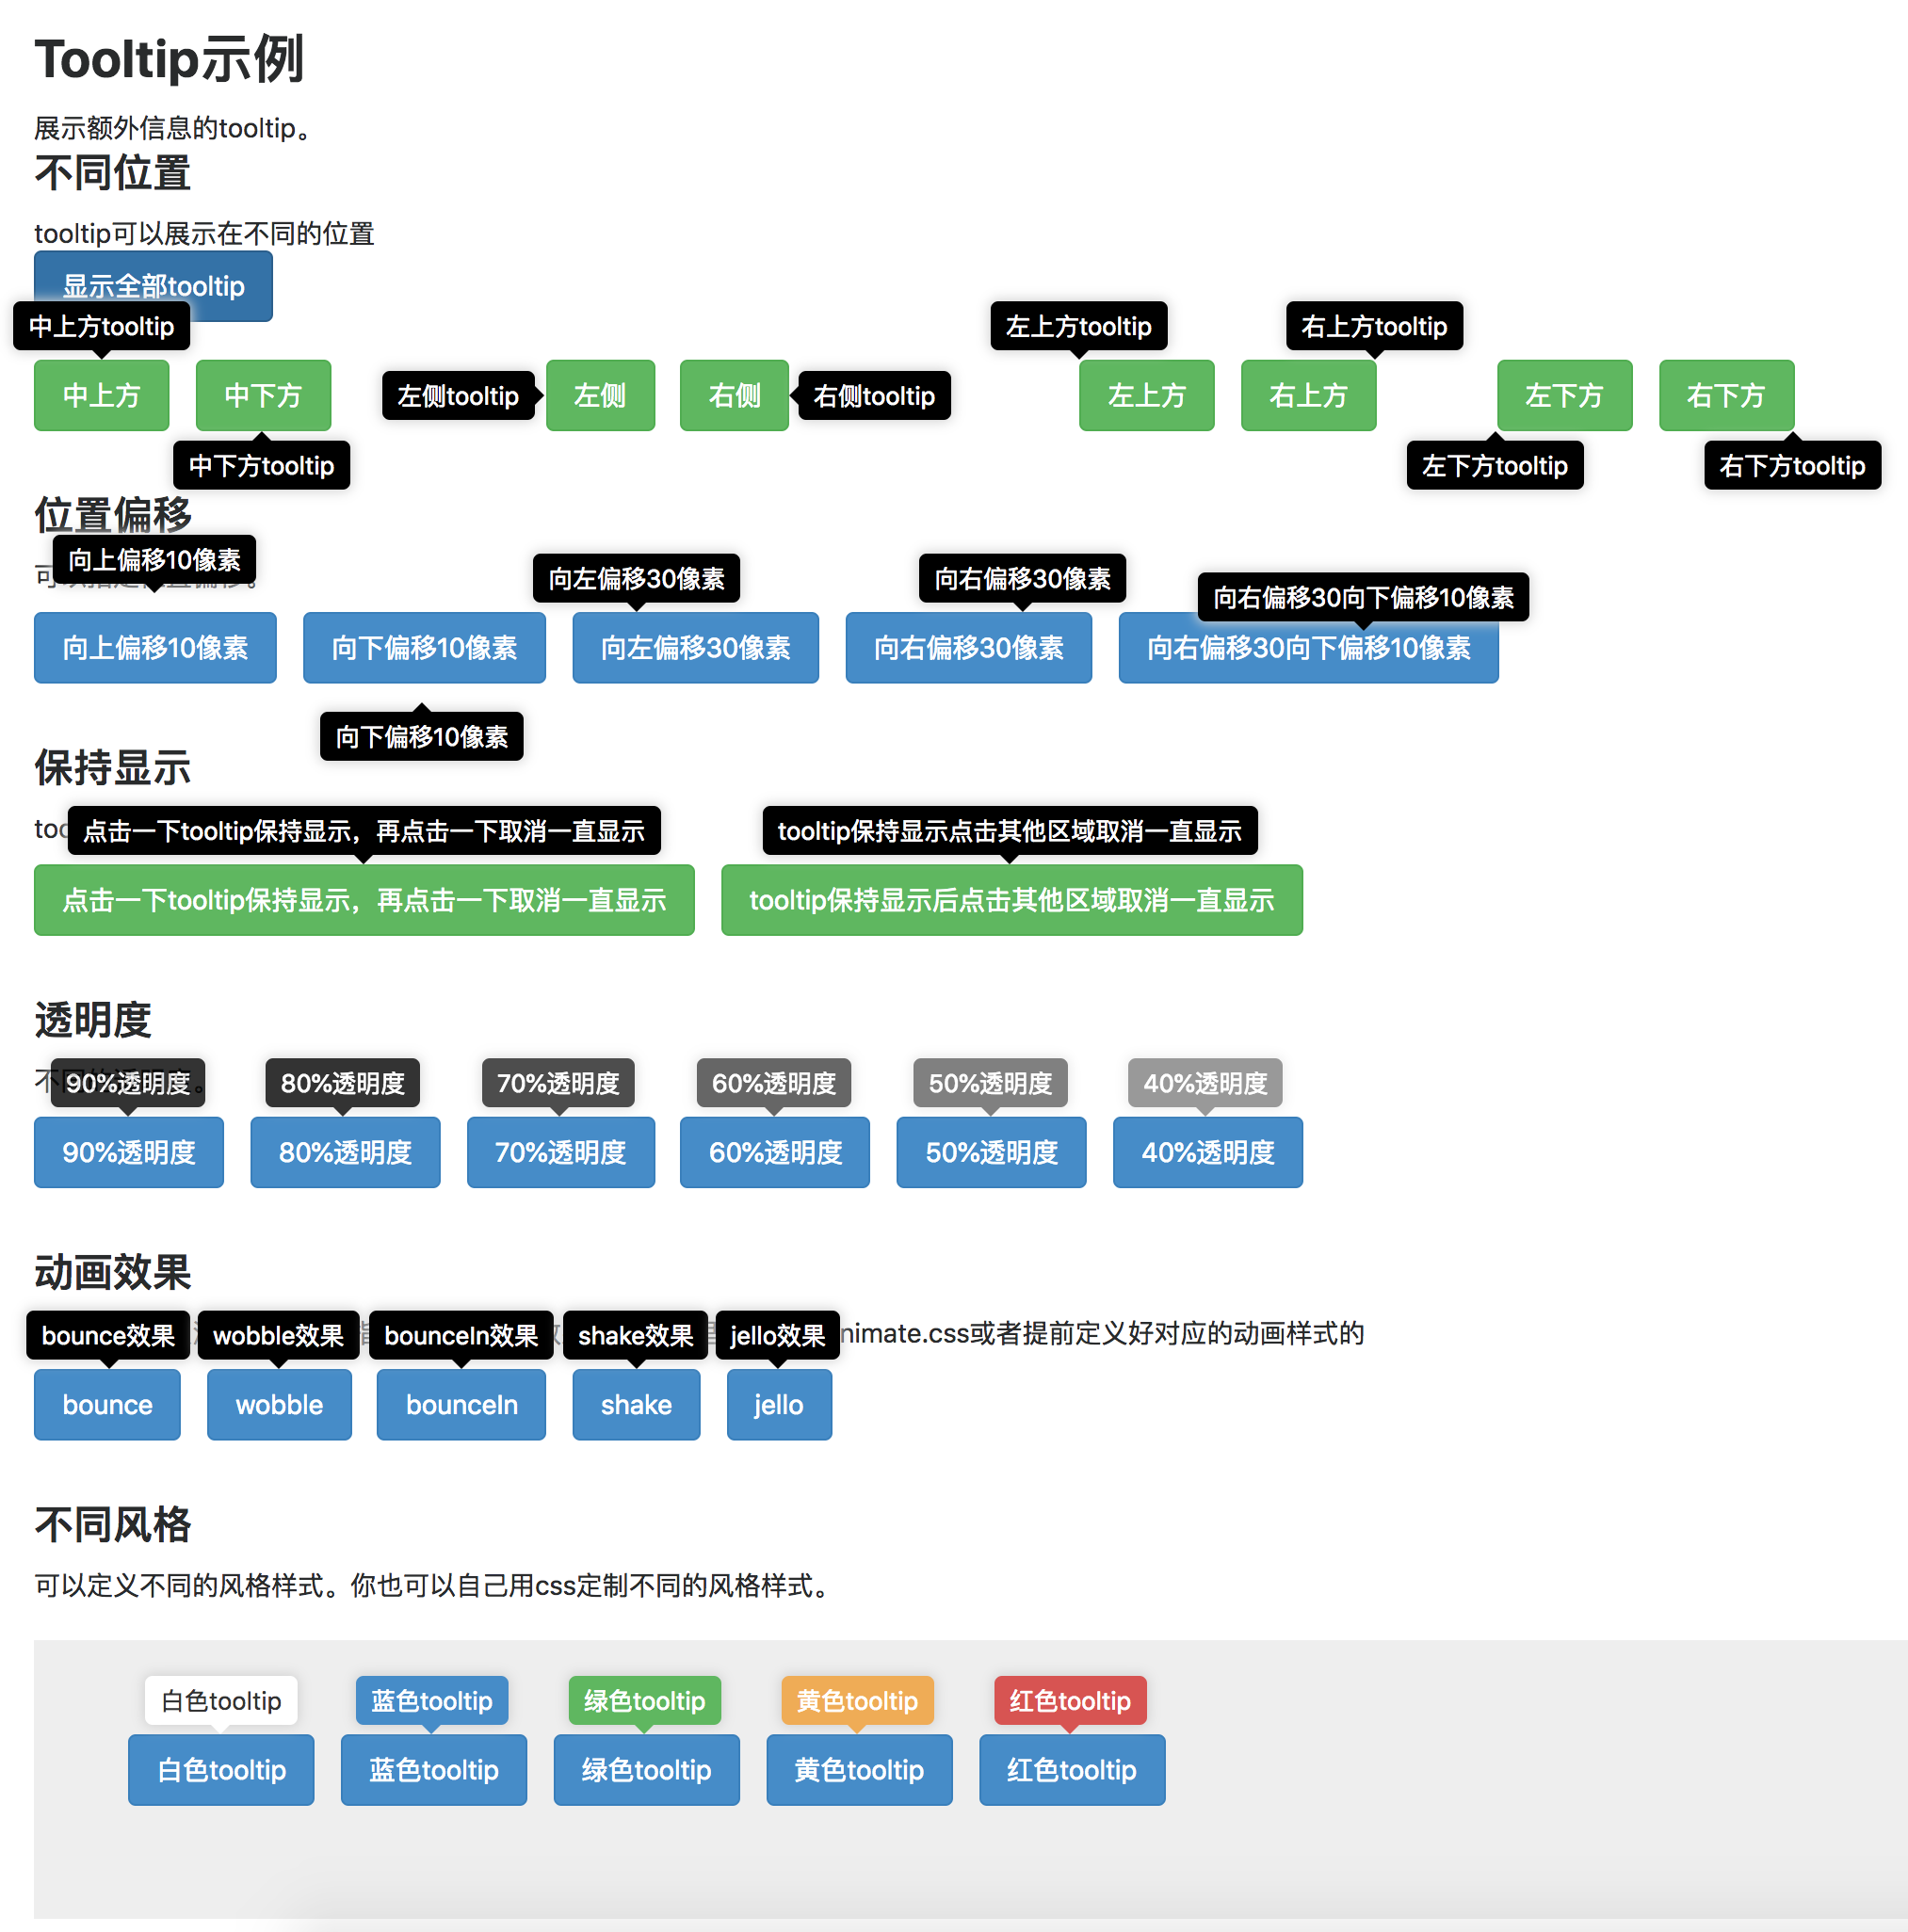 Tooltip示例
展示额外信息的tooltip。
不同位置
tooltip可以展示在不同的位置
显示全部tooltip
中上方tooltip
左上方tooltip
右上方tooltip
中上方
中下方
左侧tooltip
左侧
右侧
右侧tooltip
左上方
右上方
左下方
右下方
中下方tooltip
左下方tooltip
右下方tooltip
位置偏移
向上偏移10像素
向左偏移30像素
向右偏移30像素
向右偏移30向下偏移10像素
向上偏移10像素
向下偏移10像素
向左偏移30像素
向右偏移30像素
向右偏移30向下偏移10像素
向下偏移10像素
保持显示
点击一下tooltip保持显示，再点击一下取消一直显示
tooltip保持显示点击其他区域取消一直显示
点击一下tooltip保持显示，再点击一下取消一直显示
tooltip保持显示后点击其他区域取消一直显示
透明度
90%透明度
80%透明度
70%透明度
60%透明度
50%透明度
40%透明度
90%透明度
80%透明度
70%透明度
60%透明度
50%透明度
40%透明度
动画效果
bounce效果
wobble效果
bounceIn效果
shake效果
jello效果
nimate.css或者提前定义好对应的动画样式的
bounce
wobble
bounceIn
shake
jello
不同风格
可以定义不同的风格样式。你也可以自己用css定制不同的风格样式。
白色tooltip
蓝色tooltip
绿色tooltip
黄色tooltip
红色tooltip
白色tooltip
蓝色tooltip
绿色tooltip
黄色tooltip
红色tooltip